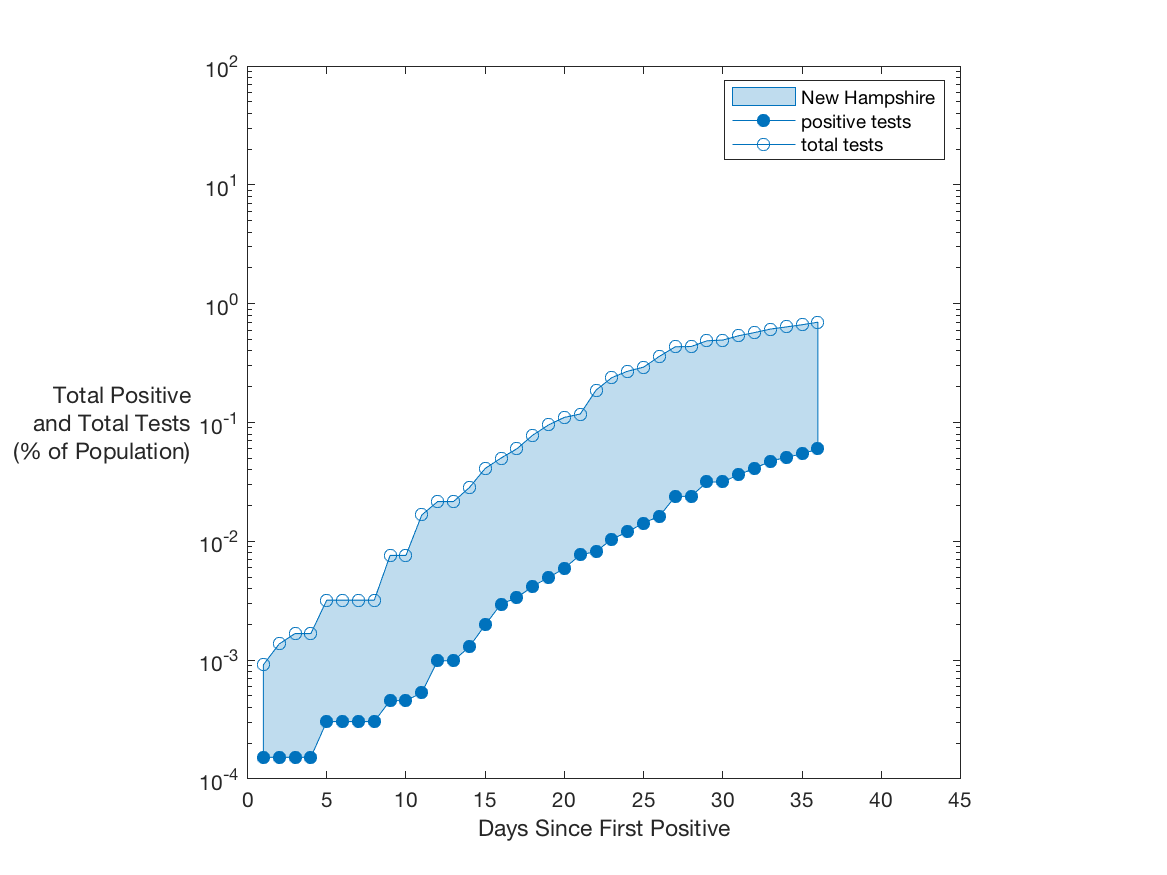 10^2
10^1
10^0
10^-1
10^-2
10^-3
10^-4
Total Positive
and Total Tests
(% of Population)
New Hampshire
positive tests
total tests
0 5 10 15 20 25 30 35 40 45
Days Since First Positive